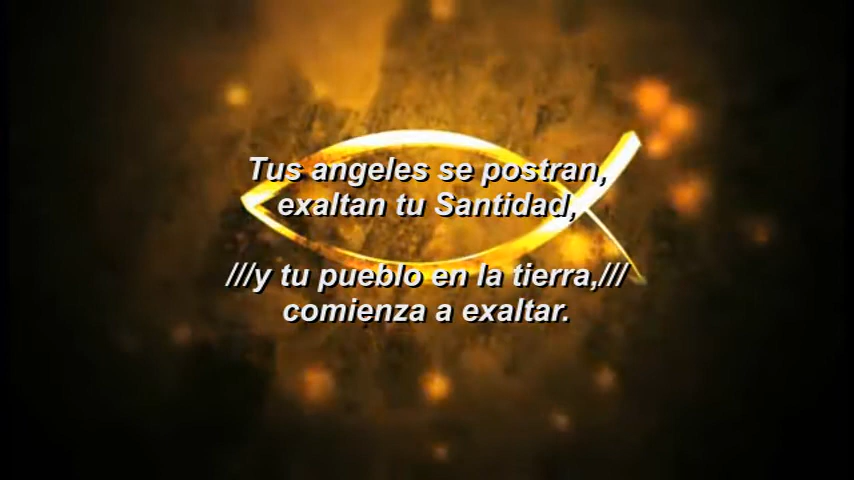 Tus angeles se postran,
exaltan tu Santidad,
///y tu pueblo en la tierra,///
comienza a exaltar.